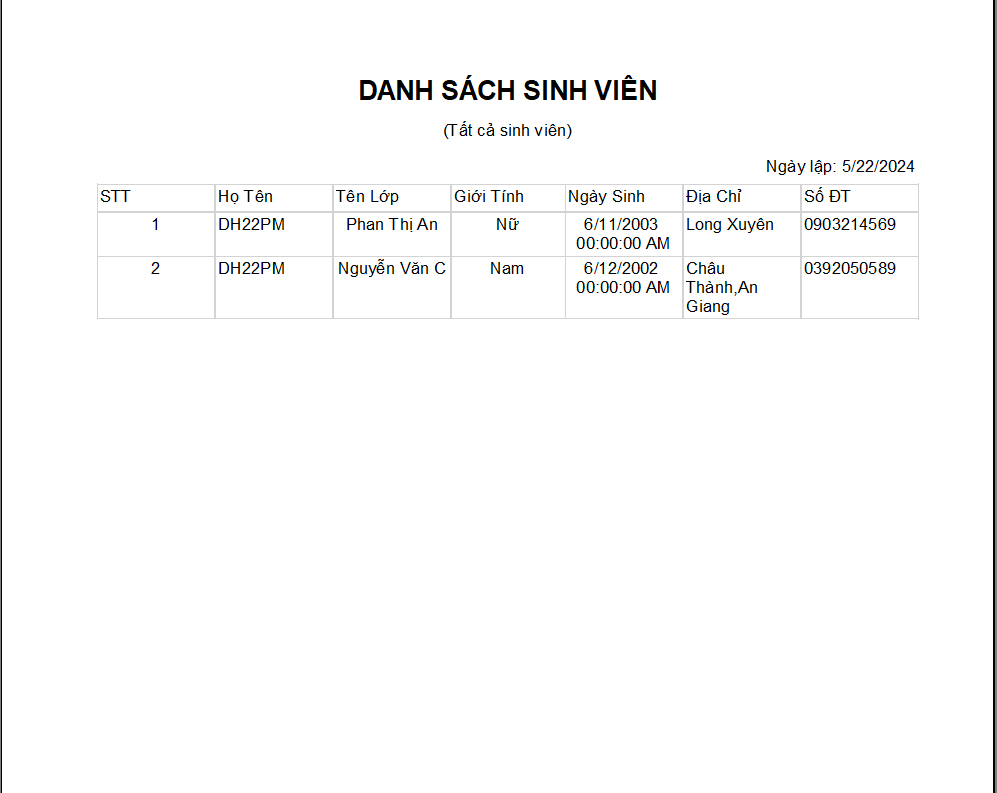 DANH SÁCH SINH VIÊN
(Tất cả sinh viên)
Ngày lập: 5/22/2024
STT Họ Tên Tên Lớp Giới Tính Ngày Sinh Địa Chỉ Số ĐT
1 DH22PM Phan Thị An Nữ 6/11/2003 Long Xuyên 0903214569
00:00:00 AM
2 DH22PM Nguyễn Văn C Nam 6/12/2002 Châu 0392050589
00:00:00 AM Thành,An
Giang